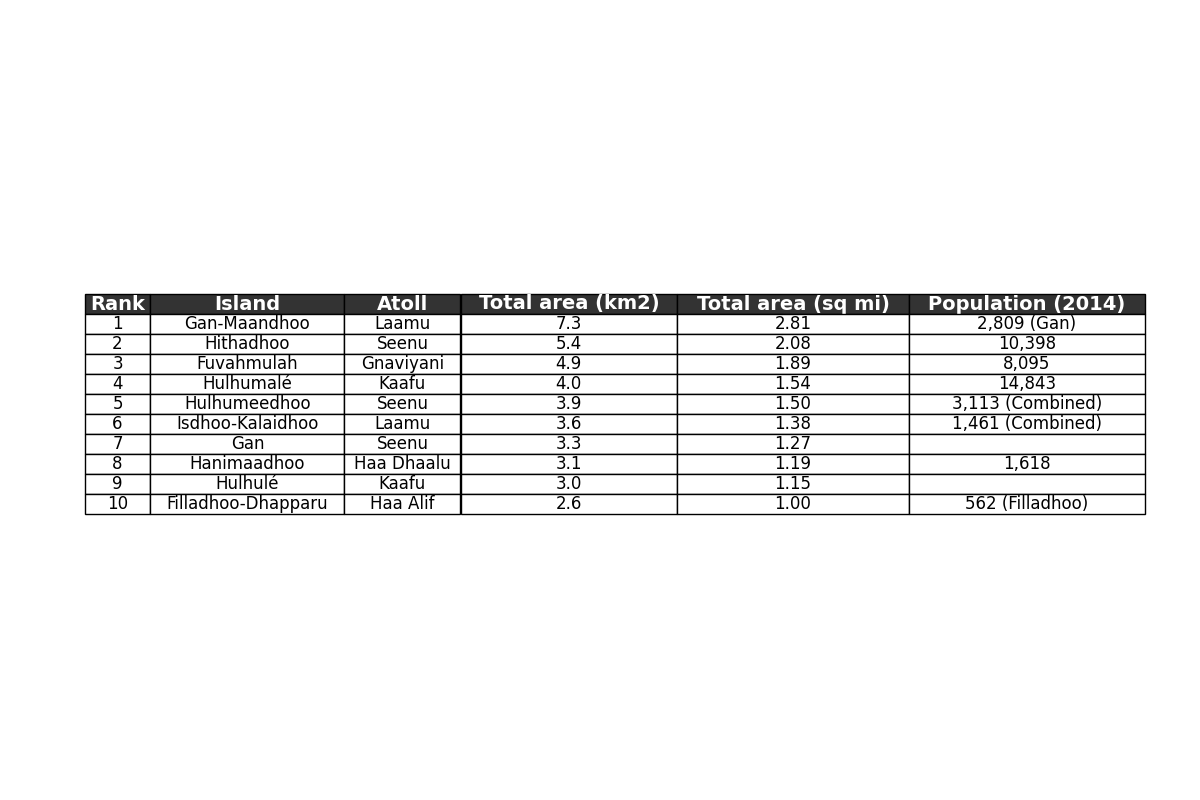 Rank Island Atoll Total area (km2) Total area (sq mi) Population (2014)
1 Gan-Maandhoo Laamu 7.3 2.81 2,809 (Gan)
2 Hithadhoo Seenu 5.4 2.08 10,398
3 Fuvahmulah Gnaviyani 4.9 1.89 8,095
4 Hulhumalé Kaafu 4.0 1.54 14,843
5 Hulhumeedhoo Seenu 3.9 1.50 3,113 (Combined)
6 Isdhoo-Kalaidhoo Laamu 3.6 1.38 1,461 (Combined)
7 Gan Seenu 3.3 1.27
8 Hanimaadhoo Haa Dhaalu 3.1 1.19 1,618
9 Hulhulé Kaafu 3.0 1.15
10 Filladhoo-Dhapparu Haa Alif 2.6 1.00 562 (Filladhoo)